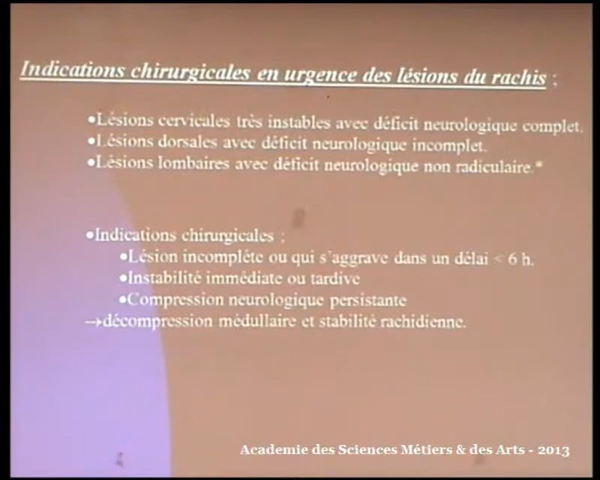 Indications chirurgicales en urgence des lésions du rachis :
•Lésions cervicales très instables avec déficit neurologique complet.
•Lésions dorsales avec déficit neurologique incomplet.
•Lésions lombaires avec déficit neurologique non radiculaire.*
•Indications chirurgicales :
•Lésion incomplète ou qui s'aggrave dans un délai < 6 h.
•Instabilité immédiate ou tardive
•Compression neurologique persistante
→décompression médullaire et stabilité rachidienne.
Academie des Sciences Métiers & des Arts - 2013